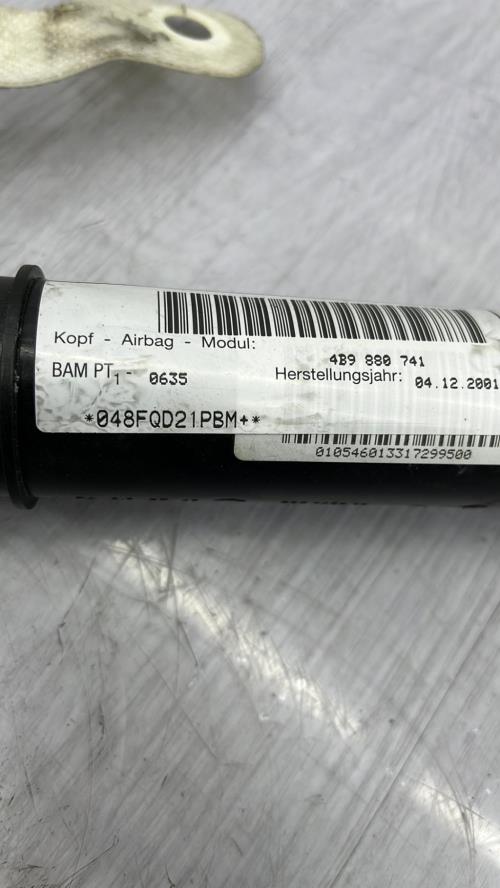 Kopf - Airbag - Modul:
4B9 880 741
BAM PT1 - 0635
Herstellungsjahr: 04.12.2001
*048FQD21PBM+*
010546013317299500